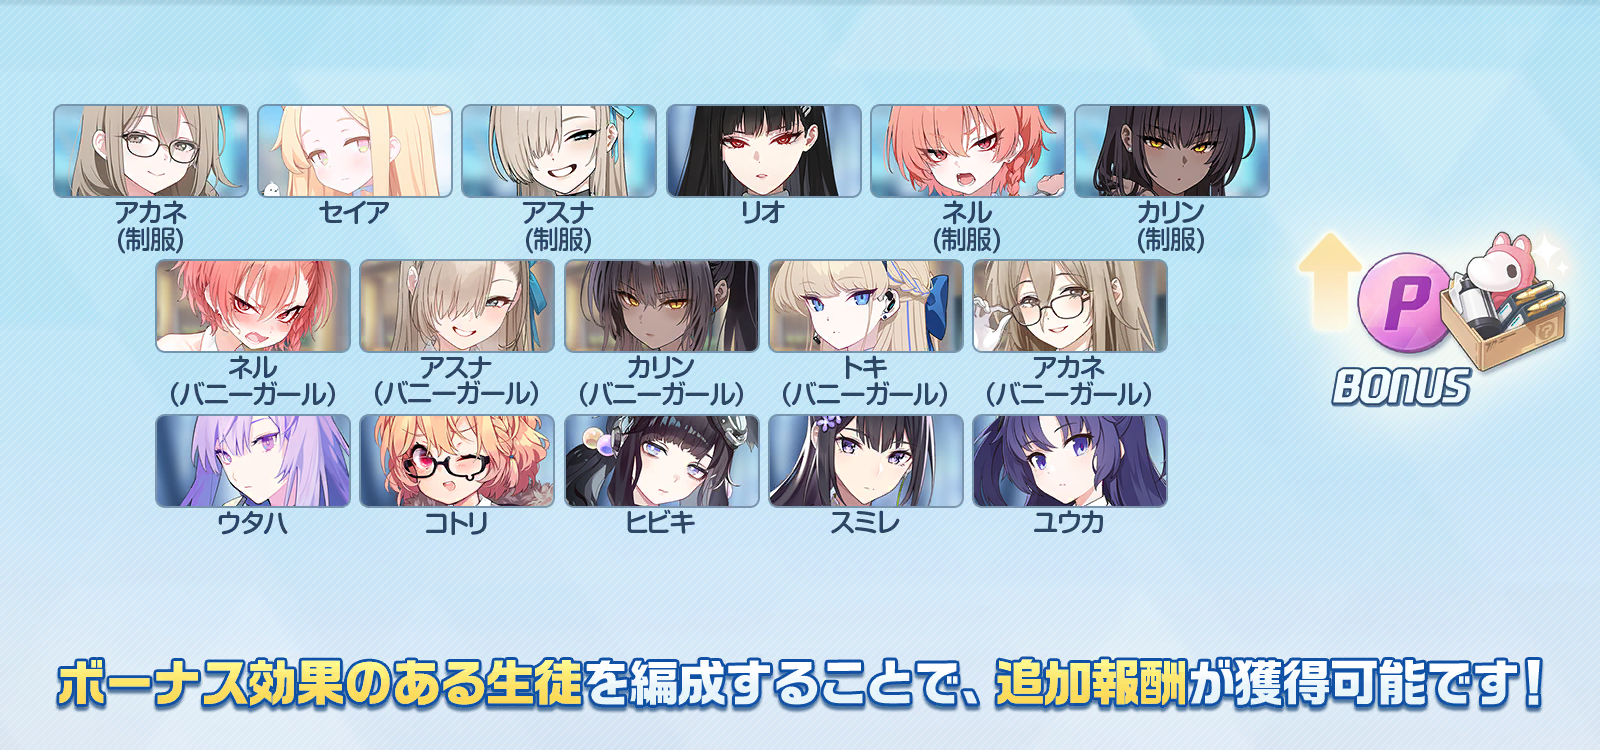 アカネ
(制服)
セイア
アスナ
(制服)
リオ
ネル
(制服)
カリン
(制服)
ネル
(バニーガール)
アスナ
(バニーガール)
カリン
(バニーガール)
トキ
(バニーガール)
アカネ
(バニーガール)
P
?
BONUS
ウタハ
コトリ
ヒビキ
スミレ
ユウカ
ボーナス効果のある生徒を編成することで、追加報酬が獲得可能です!